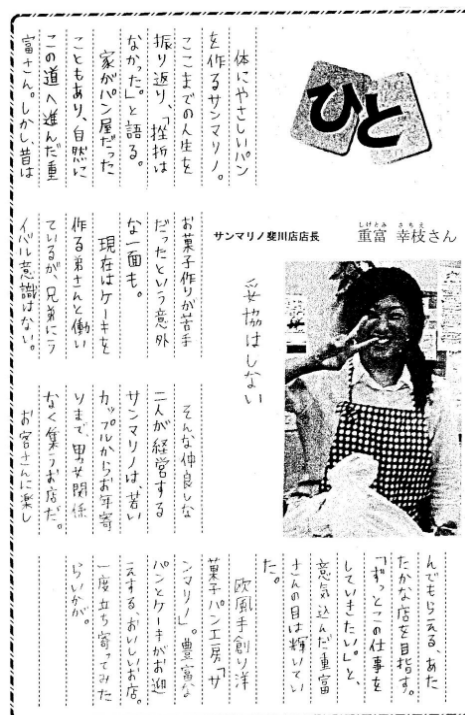 ひと
サンマリノ斐川店店長
しげとみ さちえ
重富 幸枝さん
妥協はしない
体にやさしいパン
を作るサンマリノ。
ここまでの人生を
振り返り、「挫折は
なかった。」と語る。
家がパン屋だった
こともあり、自然に
この道へ進んだ重
富さん。しかし、昔は
お菓子作りが苦手
だったという意外
な一面も。
現在はケーキを
作る弟さんと働い
ているが、兄弟にラ
イバル意識はない。
そんな仲良しな
二人が経営する
サンマリノは、若い
カップルからお年寄
りまで、男女関係
なく集うお店だ。
お客さんに楽し
んでもらえる、あた
たかな店を目指す。
「ずっとこの仕事を
していきたい。」と、
意気込んだ重富
さんの目は輝いてい
た。
欧風手創り洋
菓子パン工房「サ
ンマリノ」。豊富な
パンとケーキがお迎
えする、おいしいお店。
一度立ち寄ってみた
らいかが。